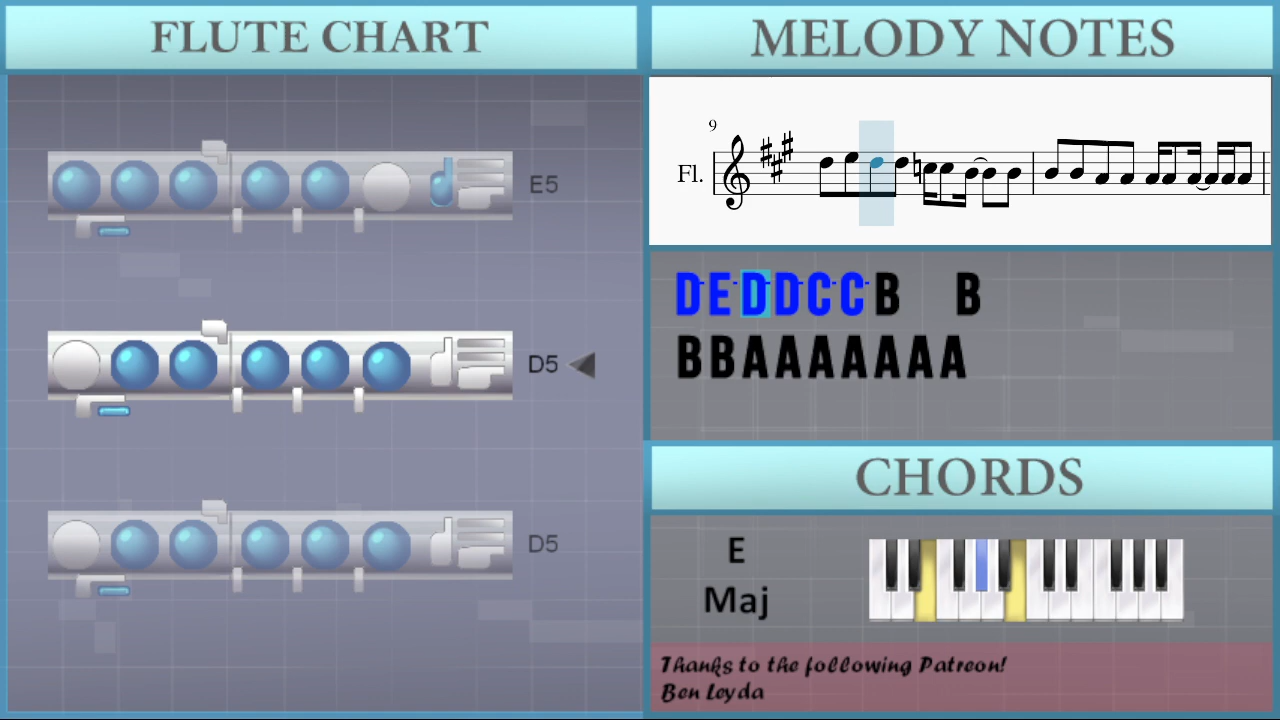 FLUTE CHART
E5
D5
D5
MELODY NOTES
9
Fl.
DEDDCCB B
BBAAAAAAA
CHORDS
E
Maj
Thanks to the following Patreon!
Ben Leyda